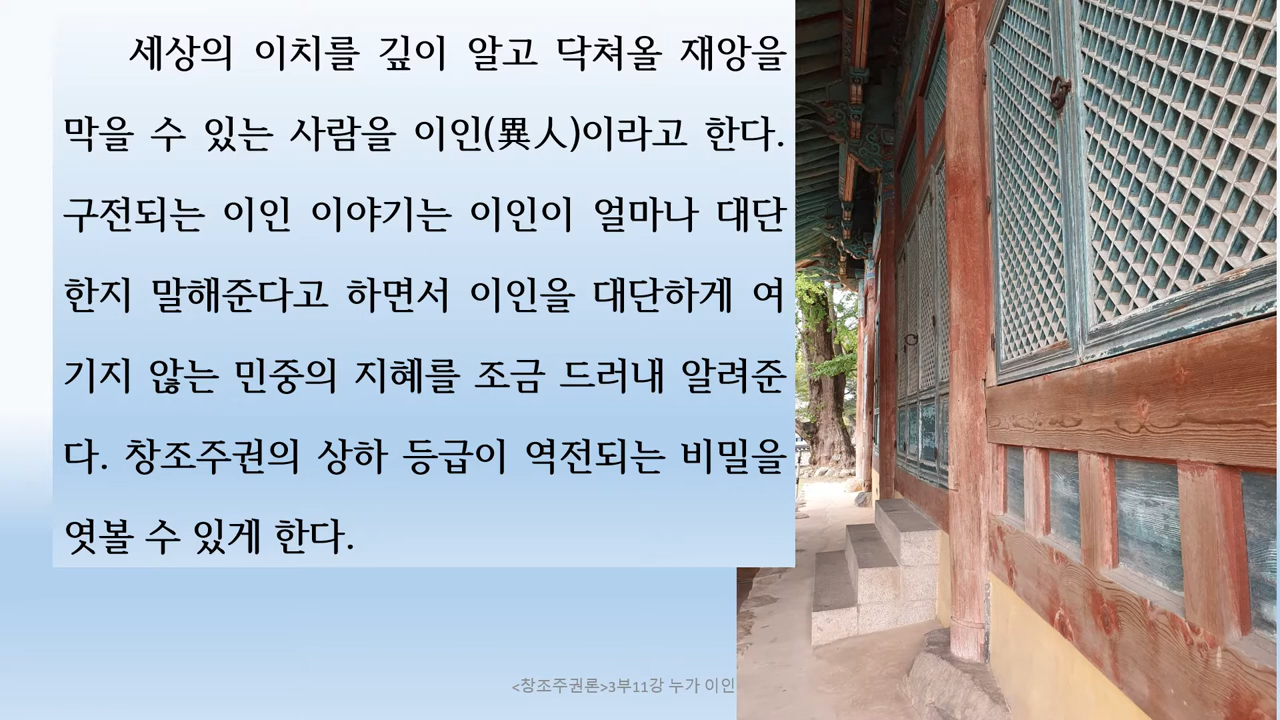 세상의 이치를 깊이 알고 닥쳐올 재앙을
막을 수 있는 사람을 이인(異人)이라고 한다.
구전되는 이인 이야기는 이인이 얼마나 대단
한지 말해준다고 하면서 이인을 대단하게 여
기지 않는 민중의 지혜를 조금 드러내 알려준
다. 창조주권의 상하 등급이 역전되는 비밀을
엿볼 수 있게 한다.
<창조주권론>3부11강 누가 이인